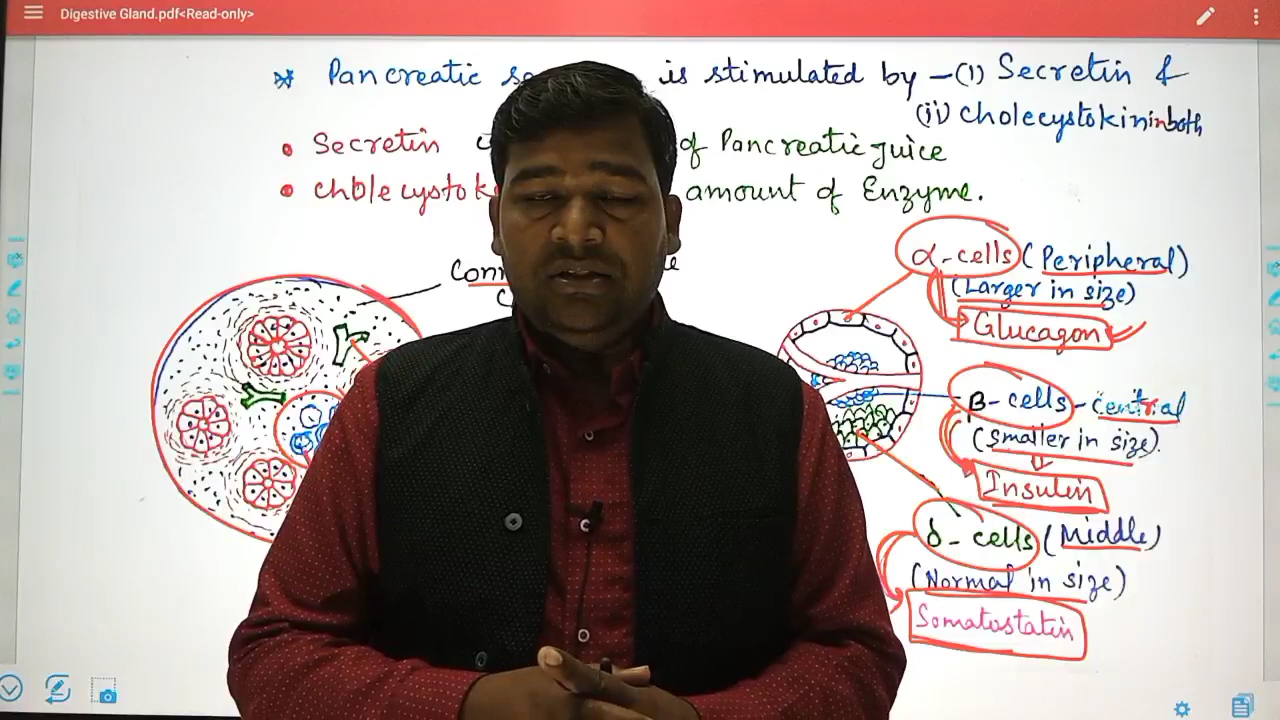 Digestive Gland.pdf<Read-only>
Pancreatic is stimulated by -(1) Secretin &
(ii) cholecystokinin both
• Secretin of Pancreatic juice
• cholecystok amount of Enzyme.
α-cells (Peripheral)
(Larger in size)
Glucagon
β-cells - central
(smaller in size).
Insulin
δ-cells (Middle)
(Normal in size)
Somatostatin